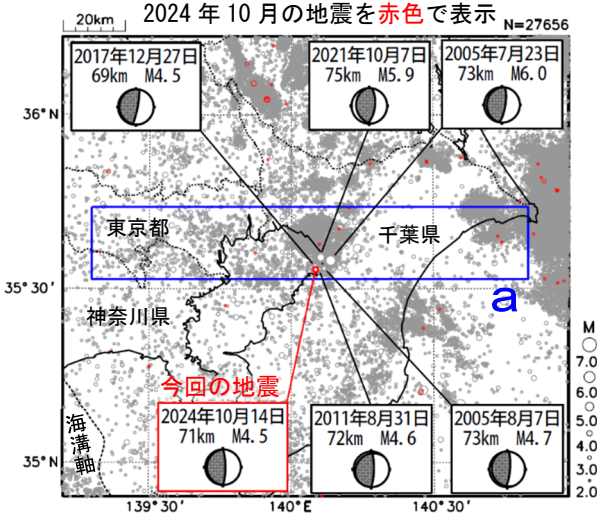 2024年10月の地震を赤色で表示
20km
N=27656
2017年12月27日
69km M4.5
2021年10月7日
75km M5.9
2005年7月23日
73km M6.0
36°N
東京都
千葉県
35°30'
a
神奈川県
今回の地震
2024年10月14日
71km M4.5
2011年8月31日
72km M4.6
2005年8月7日
73km M4.7
海溝軸
35°N
M
7.0
6.0
5.0
4.0
3.0
2.0
139°30'
140°E
140°30'